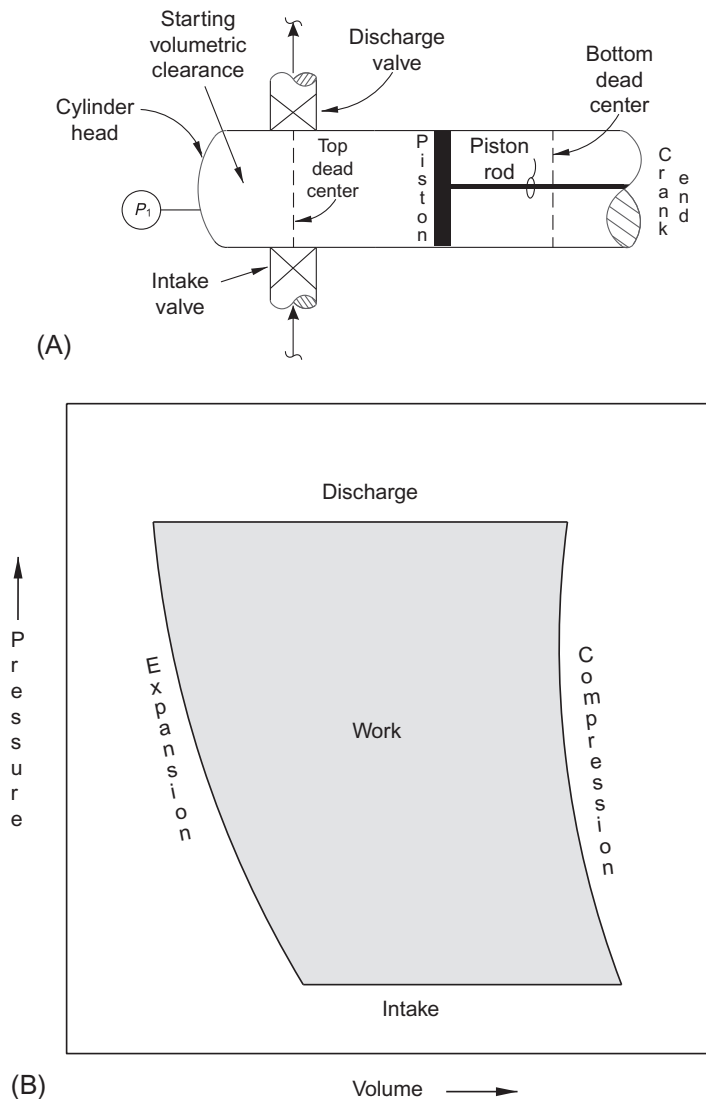 Starting
volumetric
clearance
Discharge
valve
Bottom
dead
center
Cylinder
head
Top
dead
center
Piston
Piston
rod
Crank
end
P1
Intake
valve
(A)
Discharge
Pressure
Expansion
Work
Compression
Intake
(B)
Volume